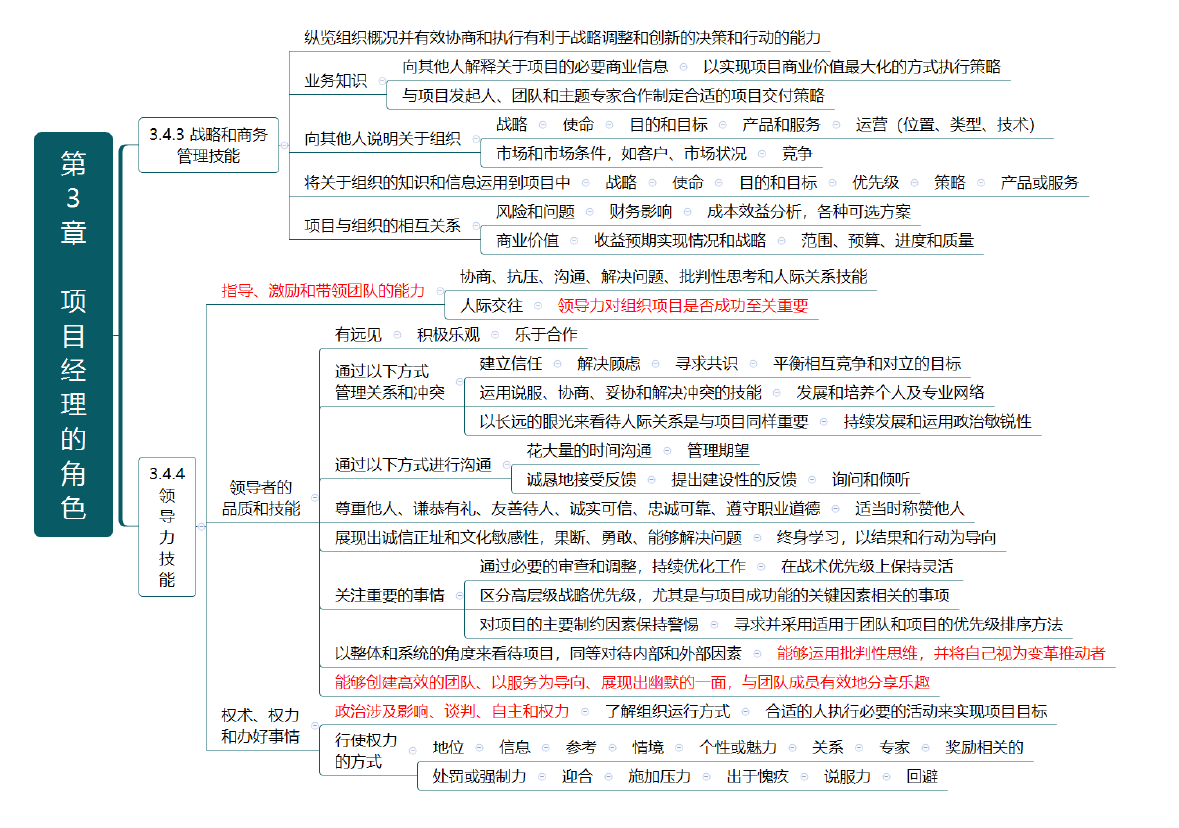 第3章 项目经理的角色
3.4.3 战略和商务
管理技能
纵览组织概况并有效协商和执行有利于战略调整和创新的决策和行动的能力
业务知识
向其他人解释关于项目的必要商业信息 以实现项目商业价值最大化的方式执行策略
与项目发起人、团队和主题专家合作制定合适的项目交付策略
向其他人说明关于组织
战略 使命 目的和目标 产品和服务 运营（位置、类型、技术）
市场和市场条件，如客户、市场状况 竞争
将关于组织的知识和信息运用到项目中 战略 使命 目的和目标 优先级 策略 产品或服务
项目与组织的相互关系
风险和问题 财务影响 成本效益分析，各种可选方案
商业价值 收益预期实现情况和战略 范围、预算、进度和质量
3.4.4
领
导
力
技
能
指导、激励和带领团队的能力
协商、抗压、沟通、解决问题、批判性思考和人际关系技能
人际交往 领导力对组织项目是否成功至关重要
领导者的
品质和技能
有远见 积极乐观 乐于合作
通过以下方式
管理关系和冲突
建立信任 解决顾虑 寻求共识 平衡相互竞争和对立的目标
运用说服、协商、妥协和解决冲突的技能 发展和培养个人及专业网络
以长远的眼光来看待人际关系是与项目同样重要 持续发展和运用政治敏锐性
通过以下方式进行沟通
花大量的时间沟通 管理期望
诚恳地接受反馈 提出建设性的反馈 询问和倾听
尊重他人、谦恭有礼、友善待人、诚实可信、忠诚可靠、遵守职业道德 适当时称赞他人
展现出诚信正址和文化敏感性，果断、勇敢、能够解决问题 终身学习，以结果和行动为导向
关注重要的事情
通过必要的审查和调整，持续优化工作 在战术优先级上保持灵活
区分高层级战略优先级，尤其是与项目成功能的关键因素相关的事项
对项目的主要制约因素保持警惕 寻求并采用适用于团队和项目的优先级排序方法
以整体和系统的角度来看待项目，同等对待内部和外部因素 能够运用批判性思维，并将自己视为变革推动者
能够创建高效的团队、以服务为导向、展现出幽默的一面，与团队成员有效地分享乐趣
权术、权力
和办好事情
政治涉及影响、谈判、自主和权力 了解组织运行方式 合适的人执行必要的活动来实现项目目标
行使权力
的方式
地位 信息 参考 情境 个性或魅力 关系 专家 奖励相关的
处罚或强制力 迎合 施加压力 出于愧疚 说服力 回避